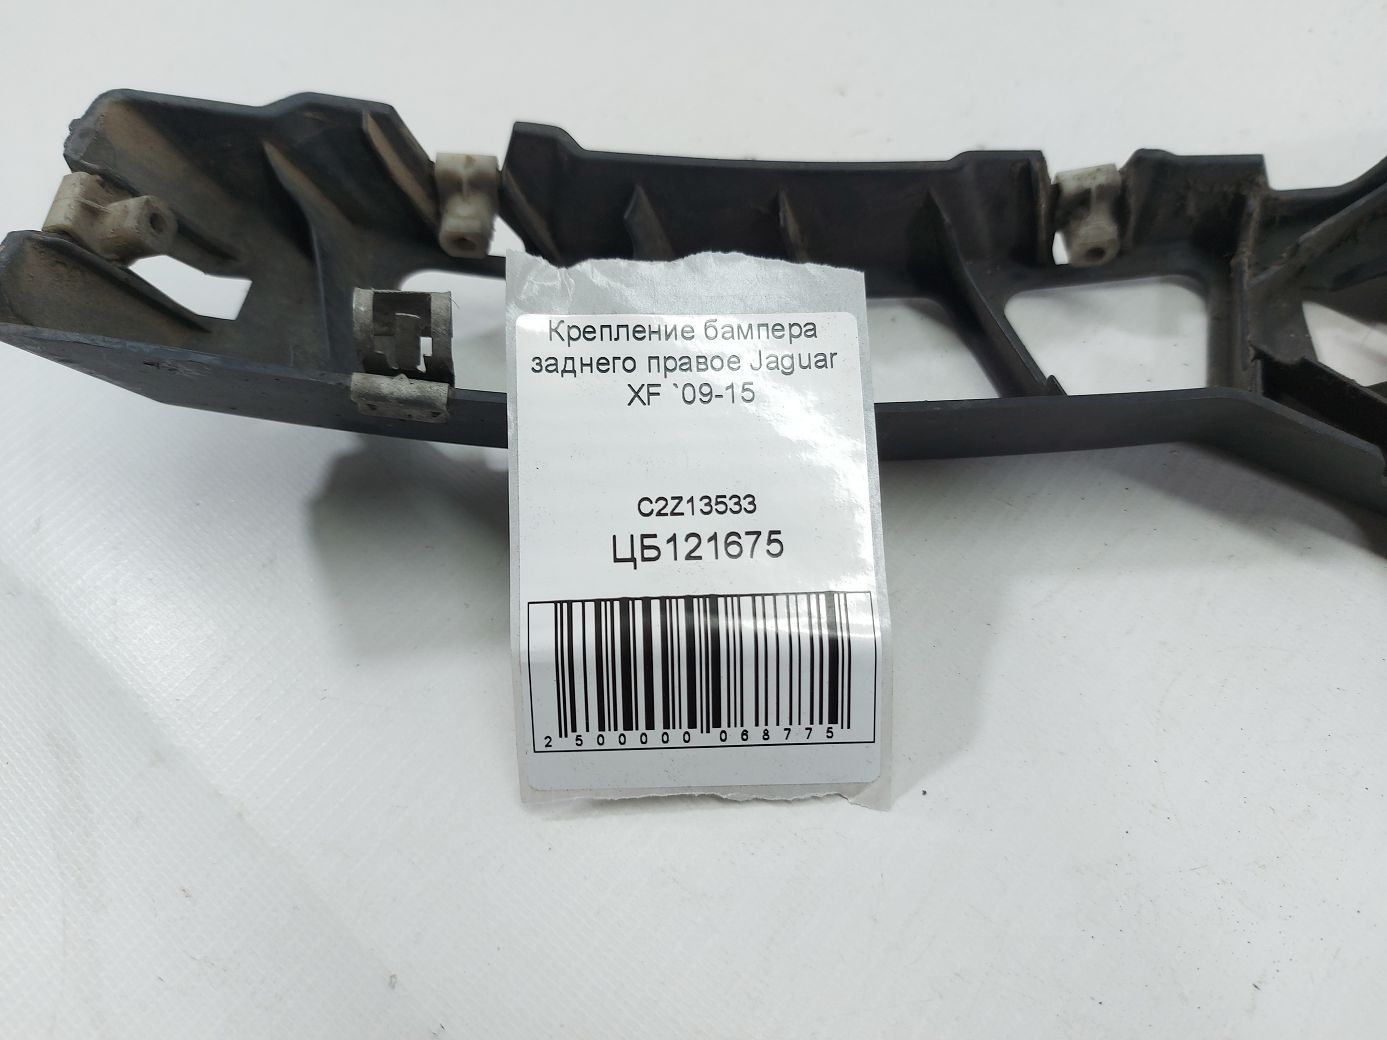 Крепление бампера
заднего правое Jaguar
XF `09-15
C2Z13533
ЦБ121675
2 500000 068775